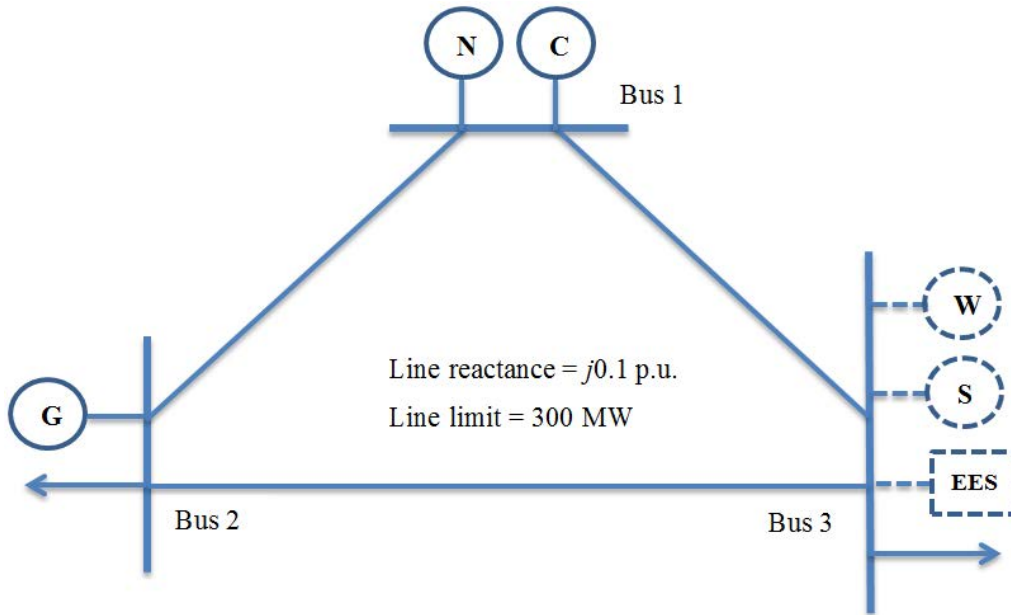 N
C
Bus 1
W
Line reactance = j0.1 p.u.
S
Line limit = 300 MW
G
EES
Bus 2
Bus 3